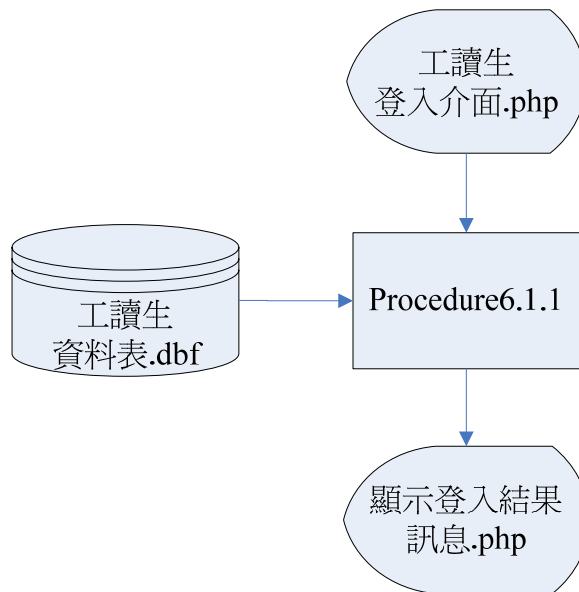 工讀生
登入介面.php
工讀生
資料表.dbf
Procedure6.1.1
顯示登入結果
訊息.php